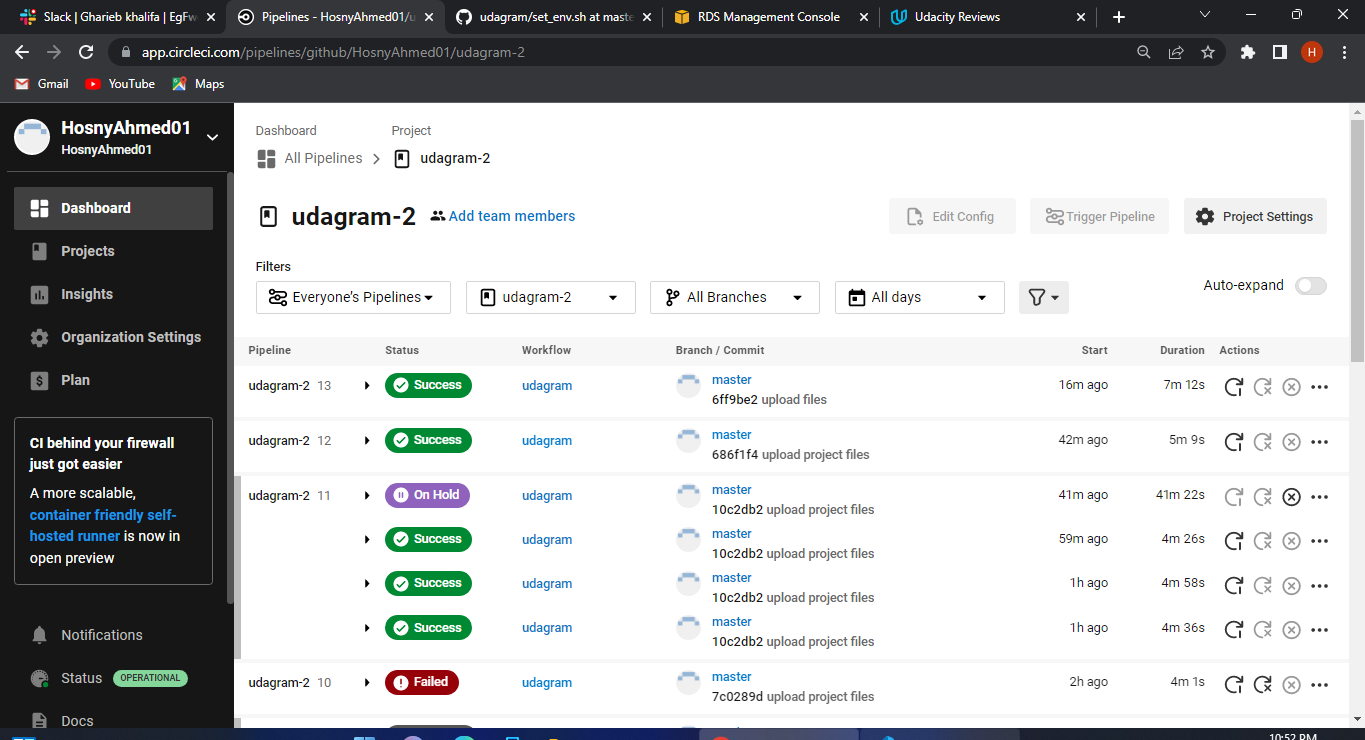 Slack | Gharieb khalifa | EgFw
Pipelines - HosnyAhmed01/u
udagram/set_env.sh at maste
RDS Management Console
Udacity Reviews
app.circleci.com/pipelines/github/HosnyAhmed01/udagram-2
H
Gmail
YouTube
Maps
HosnyAhmed01
HosnyAhmed01
Dashboard
Projects
Insights
Organization Settings
Plan
CI behind your firewall
just got easier
A more scalable,
container friendly self-
hosted runner is now in
open preview
Notifications
Status OPERATIONAL
Docs
Dashboard Project
All Pipelines udagram-2
udagram-2 Add team members
Edit Config Trigger Pipeline Project Settings
Filters
Everyone's Pipelines udagram-2 All Branches All days
Auto-expand
Pipeline Status Workflow Branch / Commit Start Duration Actions
udagram-2 13 Success udagram master 16m ago 7m 12s
6ff9be2 upload files
udagram-2 12 Success udagram master 42m ago 5m 9s
686f1f4 upload project files
udagram-2 11 On Hold udagram master 41m ago 41m 22s
10c2db2 upload project files
Success udagram master 59m ago 4m 26s
10c2db2 upload project files
Success udagram master 1h ago 4m 58s
10c2db2 upload project files
Success udagram master 1h ago 4m 36s
10c2db2 upload project files
udagram-2 10 Failed udagram master 2h ago 4m 1s
7c0289d upload project files
10:52 PM